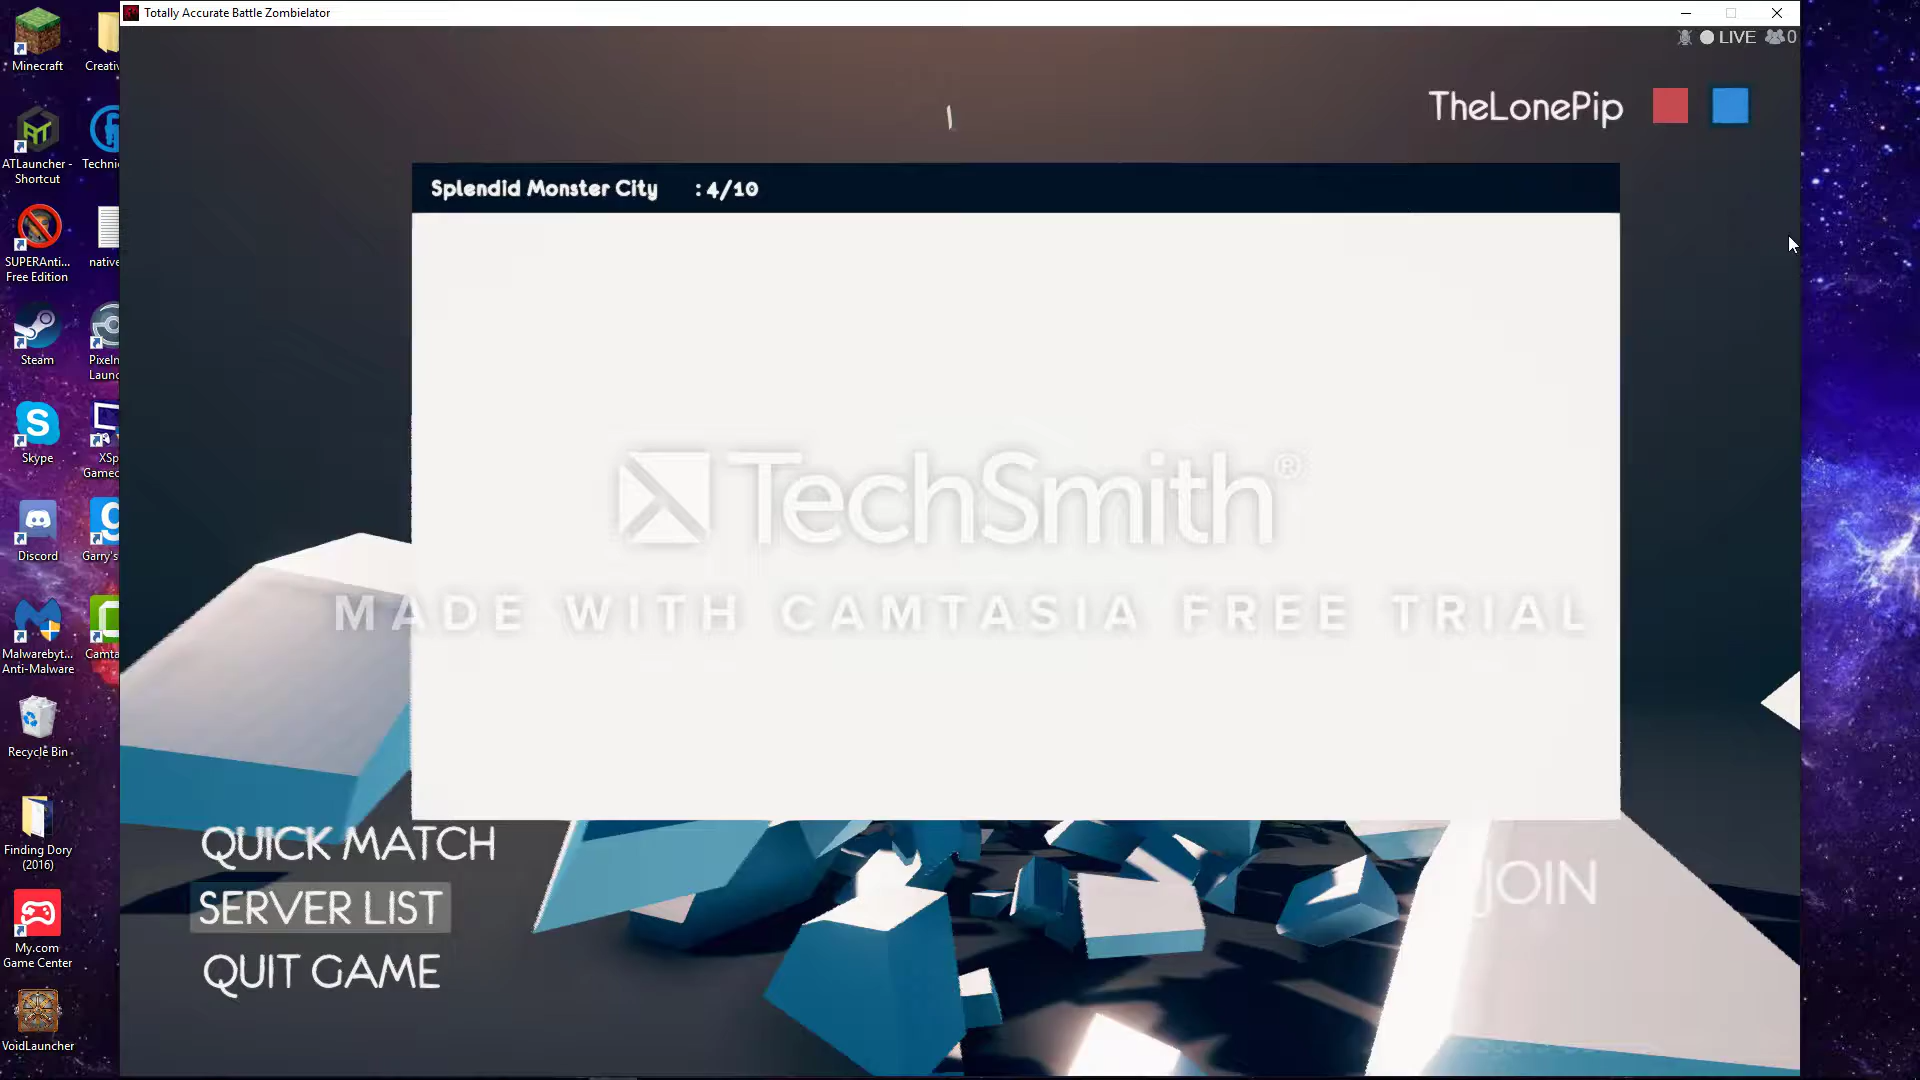 Totally Accurate Battle Zombielator
LIVE 0
TheLonePip
Splendid Monster City : 4/10
TechSmith®
MADE WITH CAMTASIA FREE TRIAL
QUICK MATCH
SERVER LIST
QUIT GAME
JOIN
Minecraft
Creativ
ATLauncher -
Shortcut
Technic
SUPERAnti...
Free Edition
native
Steam
Pixelm
Launc
Skype
XSp
Gamec
Discord
Garry's
Malwarebyt...
Anti-Malware
Camta
Recycle Bin
Finding Dory
(2016)
My.com
Game Center
VoidLauncher